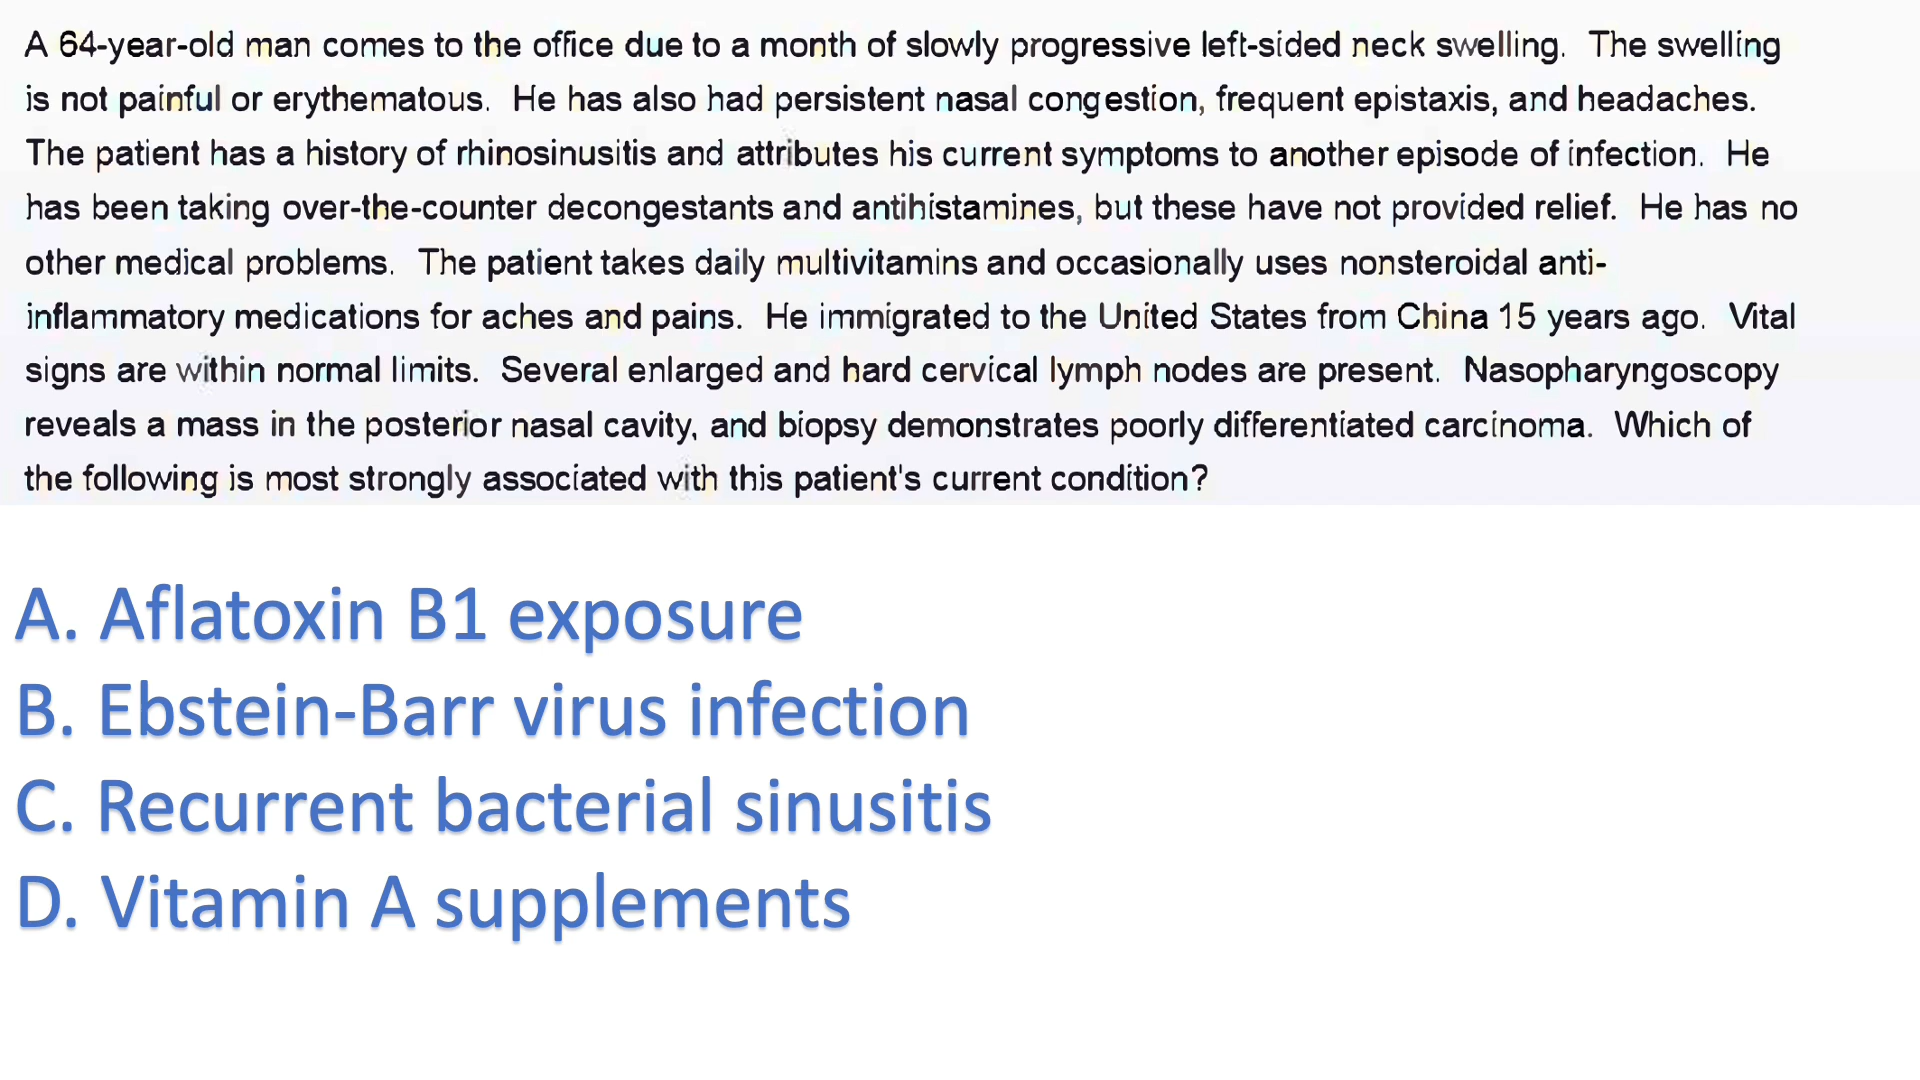 A 64-year-old man comes to the office due to a month of slowly progressive left-sided neck swelling. The swelling
is not painful or erythematous. He has also had persistent nasal congestion, frequent epistaxis, and headaches.
The patient has a history of rhinosinusitis and attributes his current symptoms to another episode of infection. He
has been taking over-the-counter decongestants and antihistamines, but these have not provided relief. He has no
other medical problems. The patient takes daily multivitamins and occasionally uses nonsteroidal anti-
inflammatory medications for aches and pains. He immigrated to the United States from China 15 years ago. Vital
signs are within normal limits. Several enlarged and hard cervical lymph nodes are present. Nasopharyngoscopy
reveals a mass in the posterior nasal cavity, and biopsy demonstrates poorly differentiated carcinoma. Which of
the following is most strongly associated with this patient's current condition?
A. Aflatoxin B1 exposure
B. Ebstein-Barr virus infection
C. Recurrent bacterial sinusitis
D. Vitamin A supplements